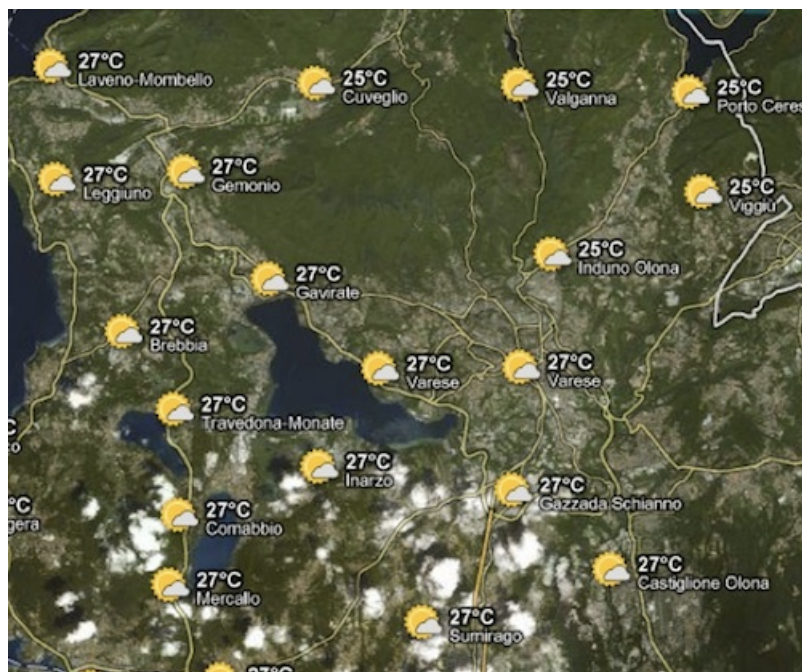 27°C
Laveno-Mombello
25°C
Cuveglio
25°C
Valganna
25°C
Porto Ceres
27°C
Leggiuno
27°C
Gemonio
25°C
Viggiù
25°C
Induno Olona
27°C
Gavirate
27°C
Brebbia
27°C
Varese
27°C
Varese
27°C
Travedona-Monate
27°C
Inarzo
27°C
Gazzada Schianno
°C
gera
27°C
Comabbio
27°C
Castiglione Olona
27°C
Mercallo
27°C
Sumirago
27°C